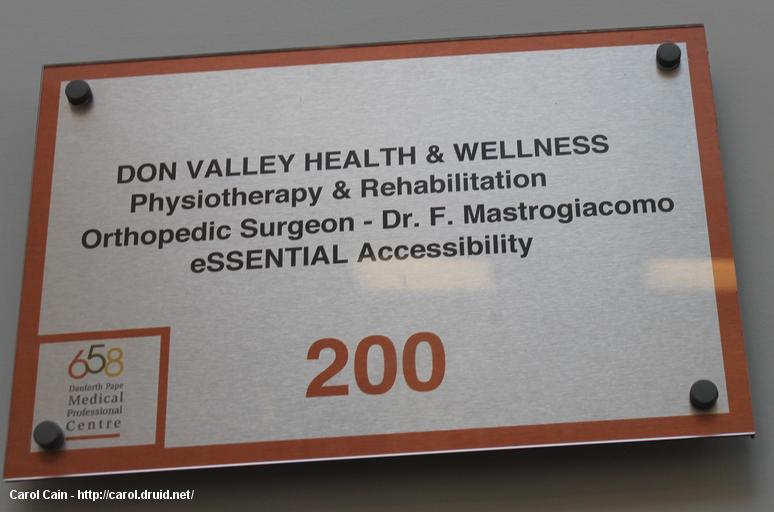 DON VALLEY HEALTH & WELLNESS
Physiotherapy & Rehabilitation
Orthopedic Surgeon - Dr. F. Mastrogiacomo
eSSENTIAL Accessibility
200
658
Danforth Pape
Medical
Professional
Centre
Carol Cain - http://carol.druid.net/